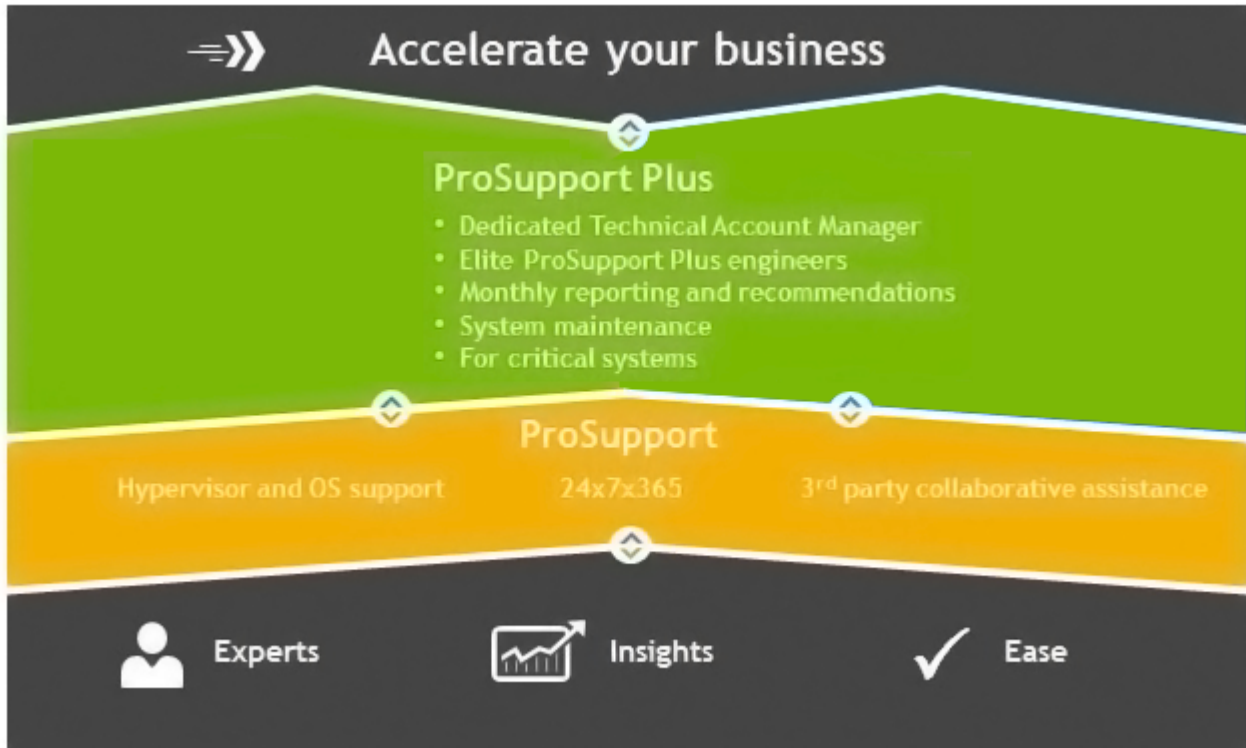 Accelerate your business
ProSupport Plus
• Dedicated Technical Account Manager
• Elite ProSupport Plus engineers
• Monthly reporting and recommendations
• System maintenance
• For critical systems
ProSupport
Hypervisor and OS support 24x7x365 3rd party collaborative assistance
Experts Insights Ease